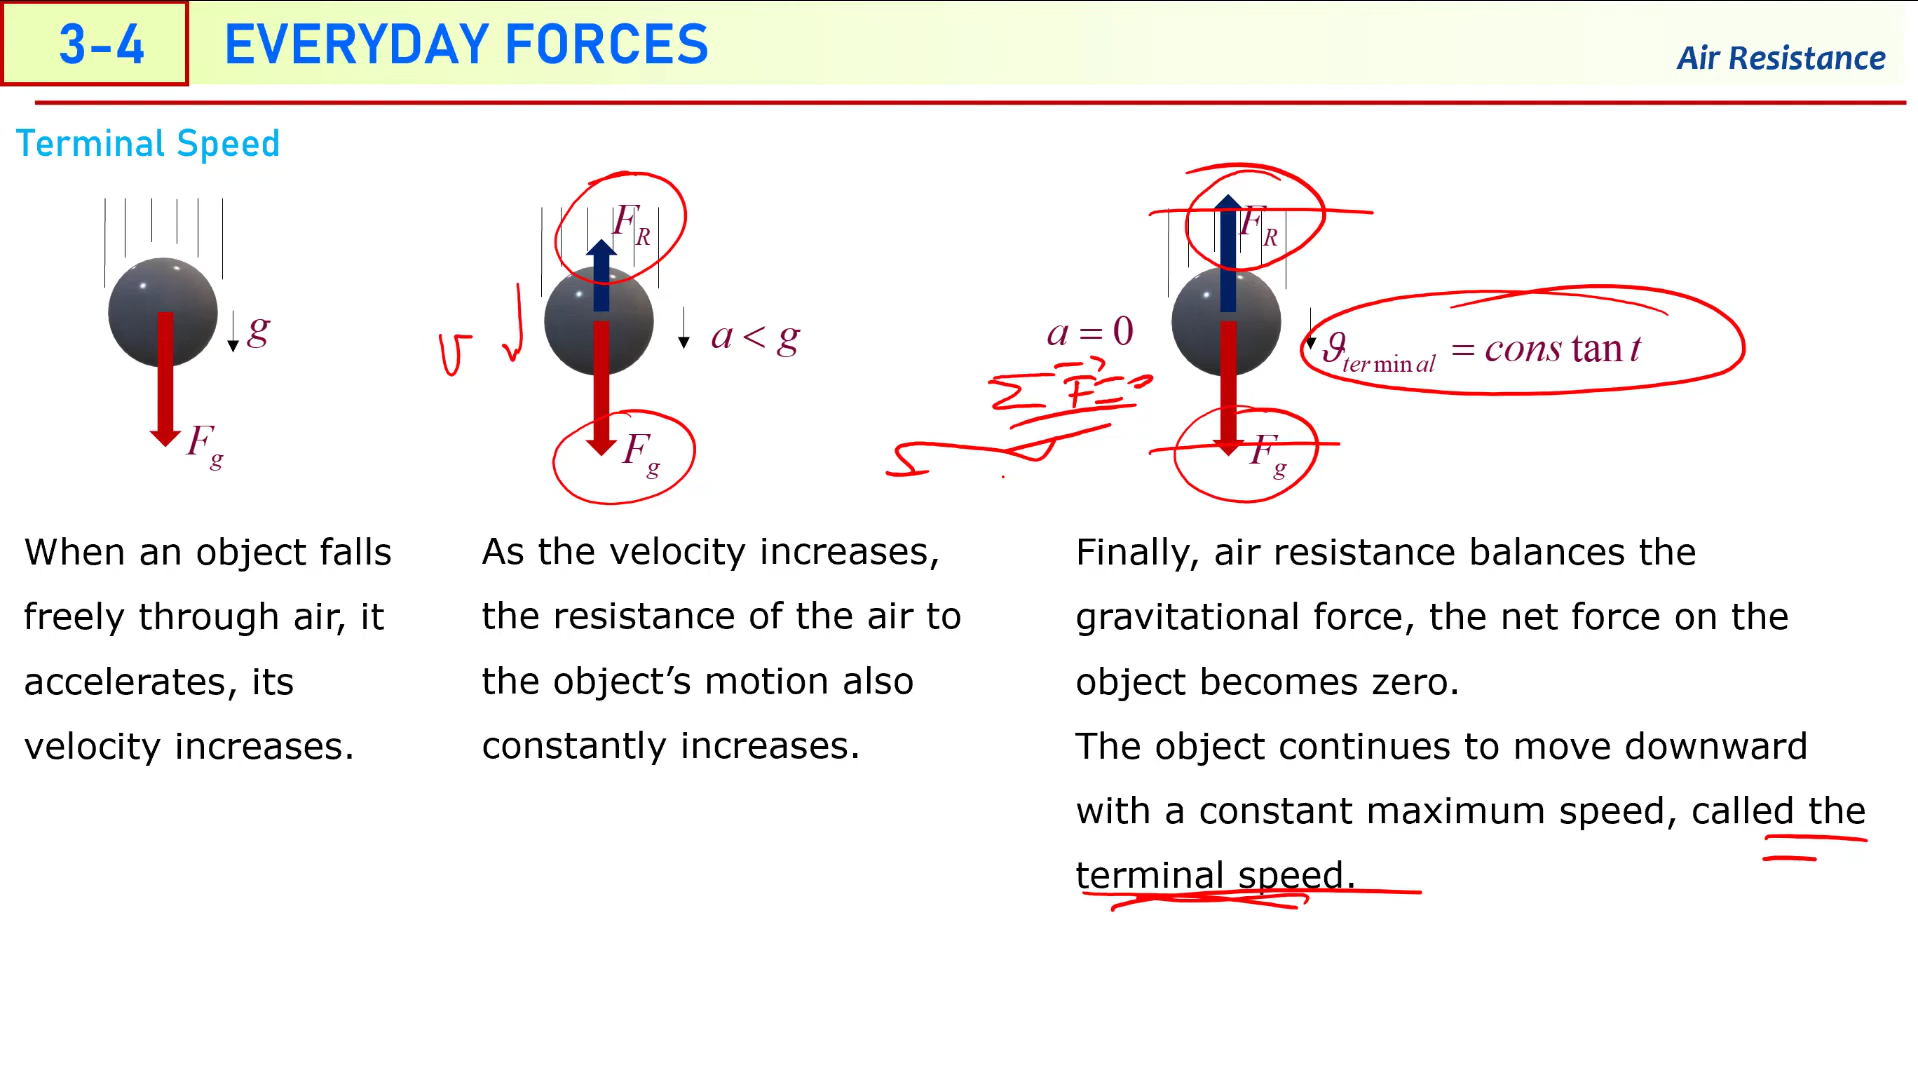 3-4 EVERYDAY FORCES
Air Resistance
Terminal Speed
g
F_g
F_R
v
a < g
F_g
F_R
a = 0
∑ F = 0
ϑ_terminal = constant
F_g
When an object falls
freely through air, it
accelerates, its
velocity increases.
As the velocity increases,
the resistance of the air to
the object’s motion also
constantly increases.
Finally, air resistance balances the
gravitational force, the net force on the
object becomes zero.
The object continues to move downward
with a constant maximum speed, called the
terminal speed.